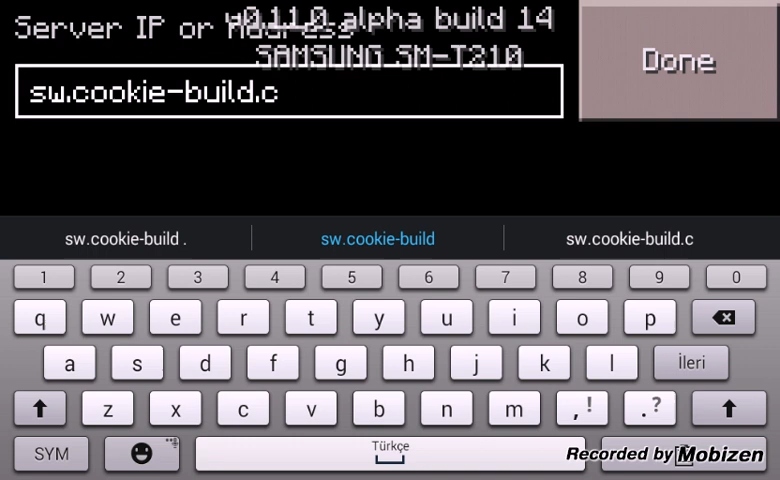 Server IP or Address
v0.11.0 alpha build 14
SAMSUNG SM-T210
Done
sw.cookie-build.c
sw.cookie-build .
sw.cookie-build
sw.cookie-build.c
1 2 3 4 5 6 7 8 9 0
q w e r t y u i o p
a s d f g h j k l İleri
z x c v b n m , ! . ?
SYM
Türkçe
Recorded by Mobizen